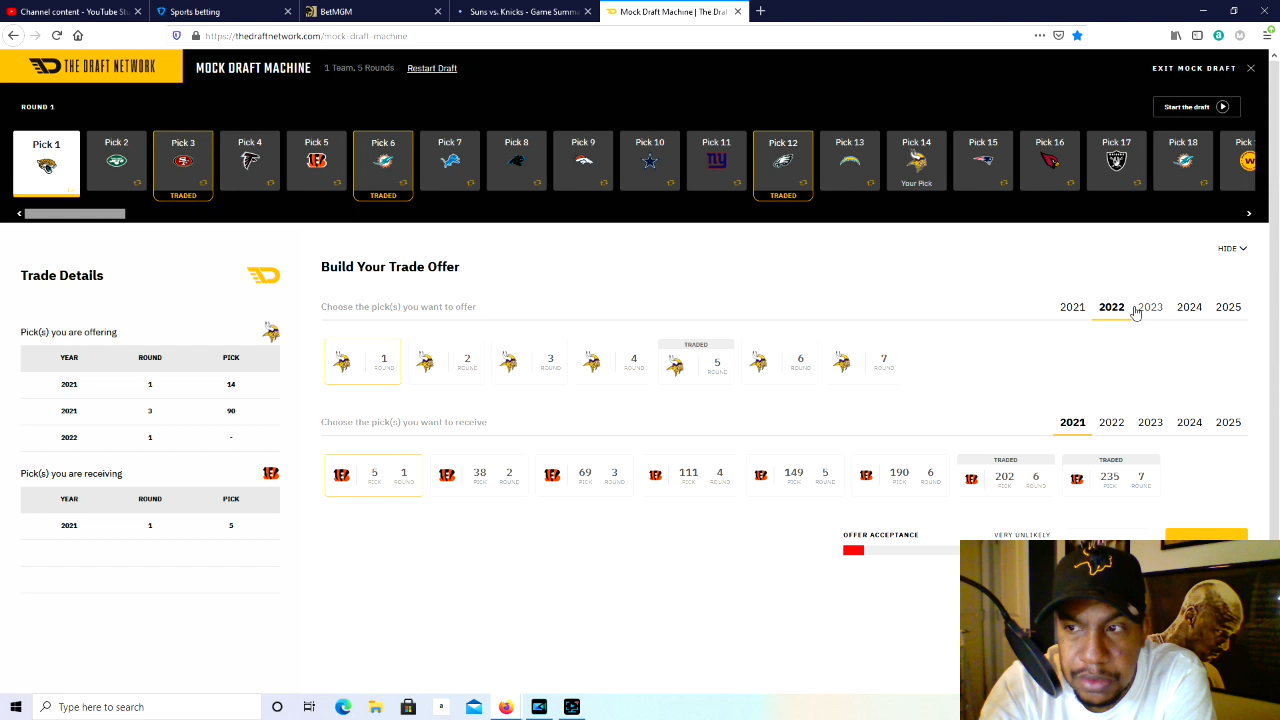 Channel content - YouTube Stu
Sports betting
BetMGM
Suns vs. Knicks - Game Summa
Mock Draft Machine | The Draf
https://thedraftnetwork.com/mock-draft-machine
THE DRAFT NETWORK
MOCK DRAFT MACHINE
1 Team, 5 Rounds
Restart Draft
EXIT MOCK DRAFT
ROUND 1
Start the draft
Pick 1 Pick 2 Pick 3 Pick 4 Pick 5 Pick 6 Pick 7 Pick 8 Pick 9 Pick 10 Pick 11 Pick 12 Pick 13 Pick 14 Pick 15 Pick 16 Pick 17 Pick 18 Pick
Your Pick
TRADED TRADED TRADED
HIDE
Trade Details
Build Your Trade Offer
Choose the pick(s) you want to offer
2021 2022 2023 2024 2025
Pick(s) you are offering
YEAR ROUND PICK
2021 1 14
2021 3 90
2022 1 -
TRADED
1 ROUND 2 ROUND 3 ROUND 4 ROUND 5 ROUND 6 ROUND 7 ROUND
Choose the pick(s) you want to receive
2021 2022 2023 2024 2025
Pick(s) you are receiving
YEAR ROUND PICK
2021 1 5
TRADED TRADED
5 1 38 2 69 3 111 4 149 5 190 6 202 6 235 7
PICK ROUND PICK ROUND PICK ROUND PICK ROUND PICK ROUND PICK ROUND PICK ROUND PICK ROUND
OFFER ACCEPTANCE
VERY UNLIKELY
Type here to search